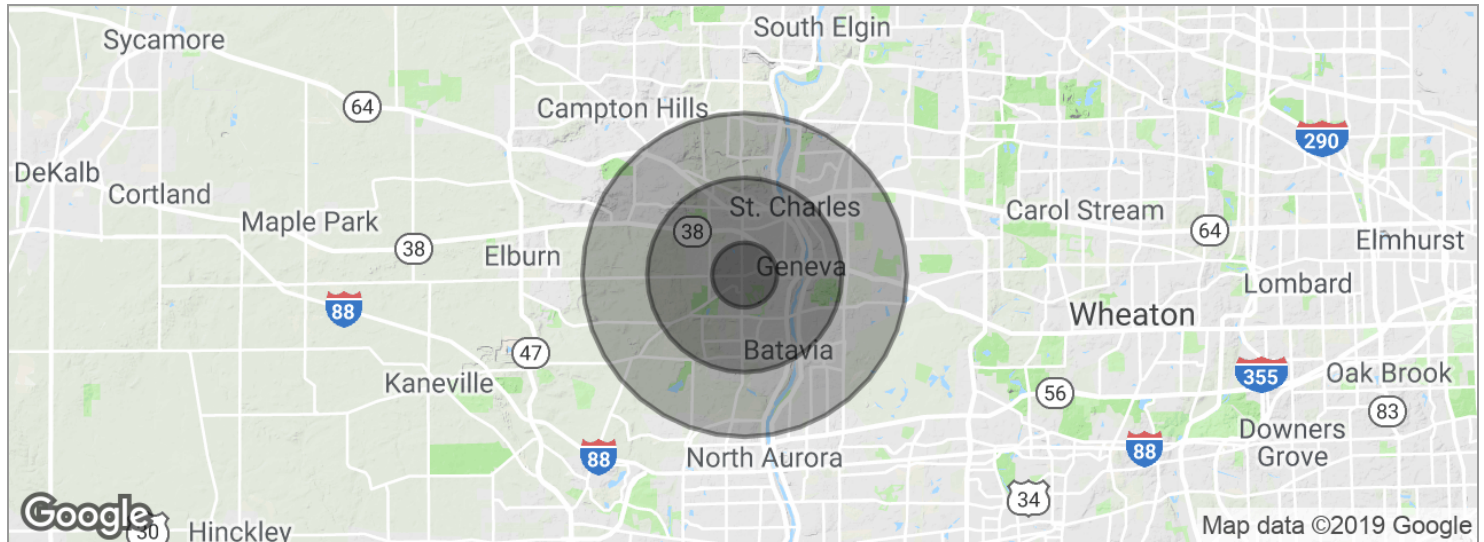 South Elgin
Sycamore
64
Campton Hills
290
DeKalb
Cortland
St. Charles
Carol Stream
Maple Park
38
64
38
Elmhurst
Elburn
Geneva
Lombard
88
Wheaton
47
Batavia
355
Oak Brook
Kaneville
56
83
Downers
Grove
88
North Aurora
88
34
Google
30
Hinckley
Map data ©2019 Google